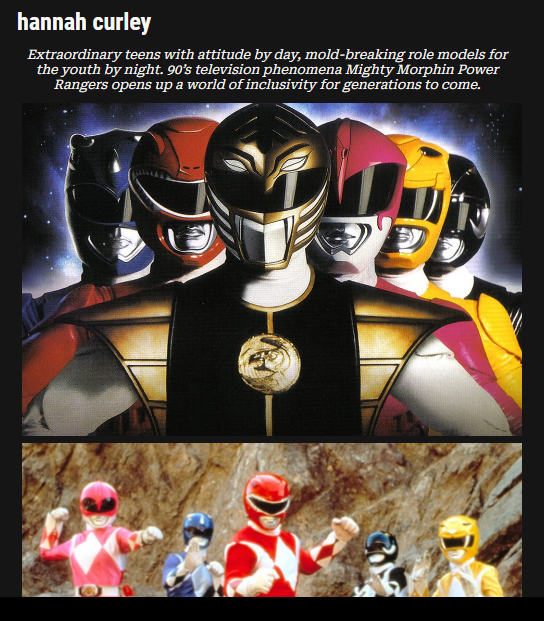 hannah curley
Extraordinary teens with attitude by day, mold-breaking role models for
the youth by night. 90's television phenomena Mighty Morphin Power
Rangers opens up a world of inclusivity for generations to come.